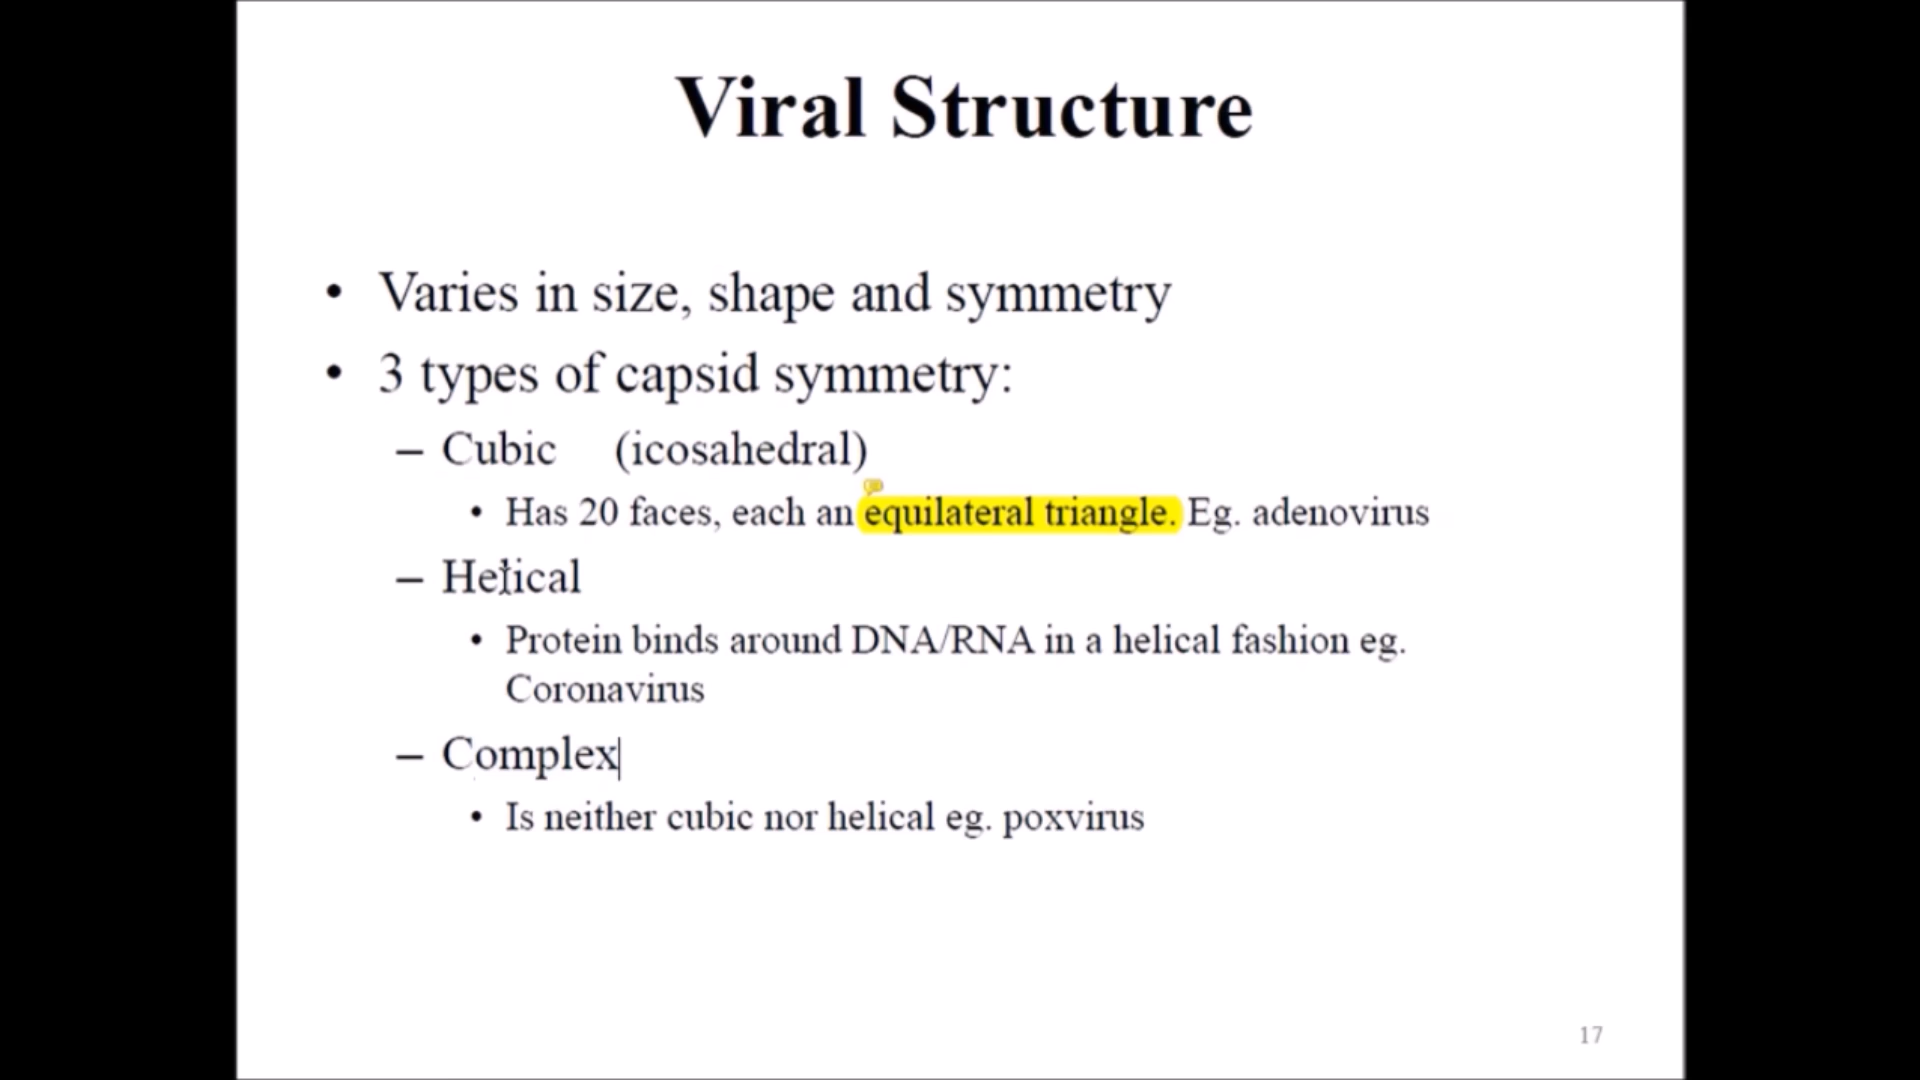 Viral Structure
• Varies in size, shape and symmetry
• 3 types of capsid symmetry:
– Cubic (icosahedral)
• Has 20 faces, each an equilateral triangle. Eg. adenovirus
– Helical
• Protein binds around DNA/RNA in a helical fashion eg.
Coronavirus
– Complex
• Is neither cubic nor helical eg. poxvirus
17